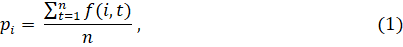 p_i = \frac{\sum_{t=1}^{n} f(i, t)}{n}, (1)